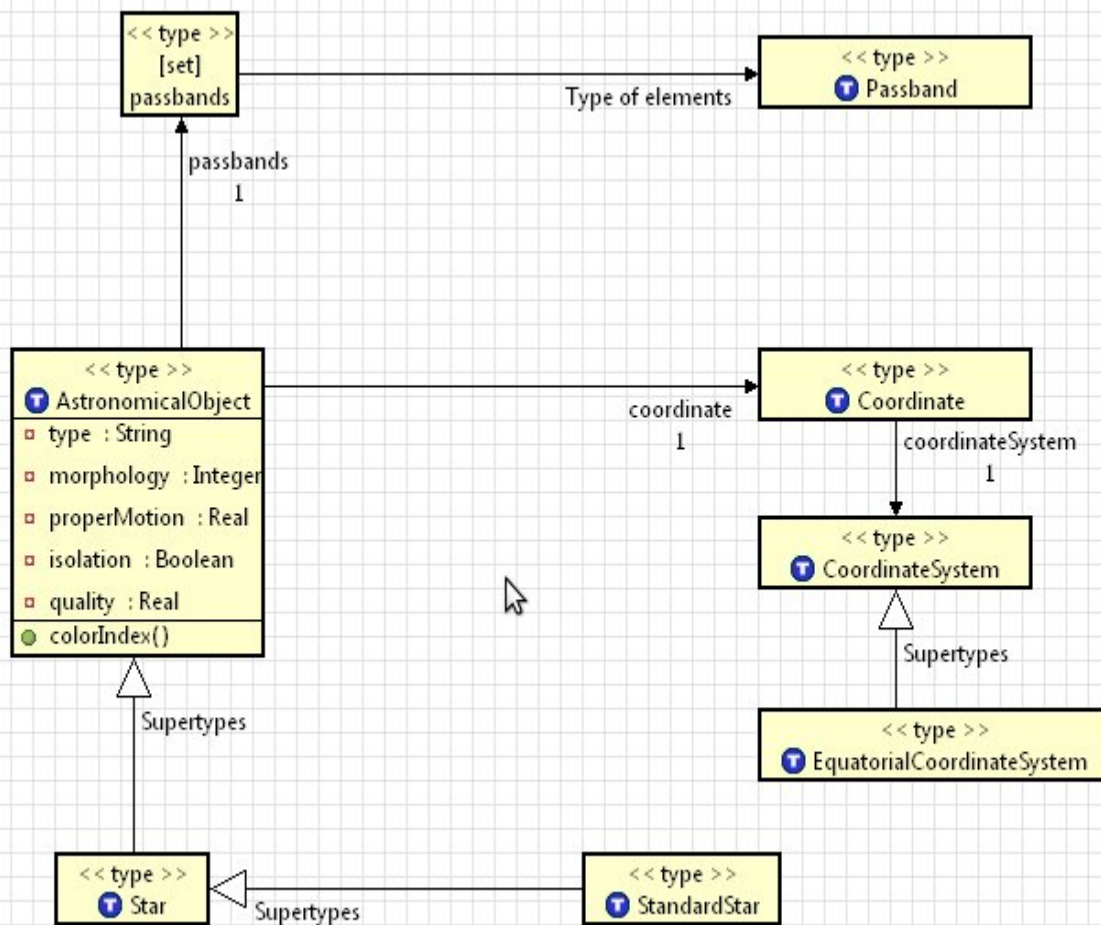 << type >>
[set]
passbands
<< type >>
T Passband
Type of elements
passbands
1
<< type >>
T AstronomicalObject
type : String
morphology : Integer
properMotion : Real
isolation : Boolean
quality : Real
colorIndex()
coordinate
1
<< type >>
T Coordinate
coordinateSystem
1
<< type >>
T CoordinateSystem
Supertypes
<< type >>
T EquatorialCoordinateSystem
Supertypes
<< type >>
T Star
Supertypes
<< type >>
T StandardStar